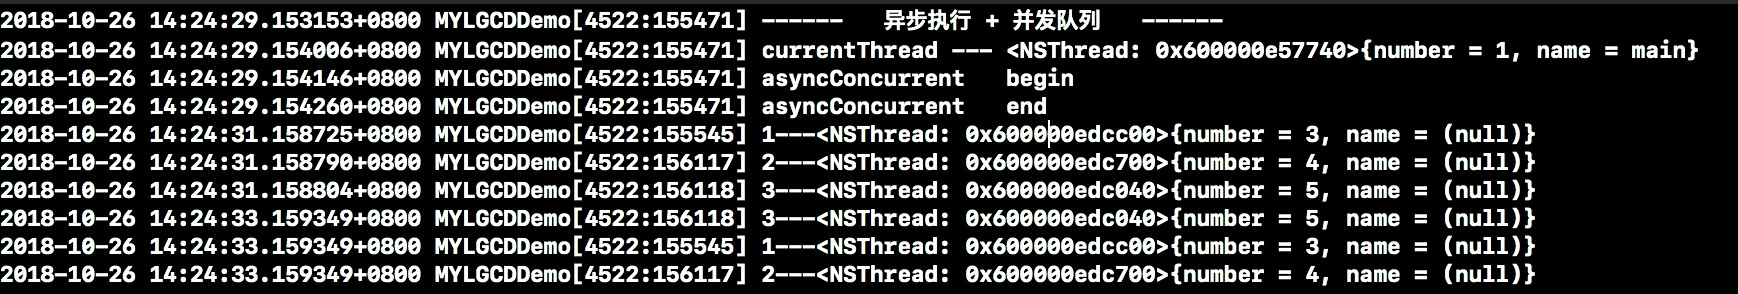 2018-10-26 14:24:29.153153+0800 MYLGCDDemo[4522:155471] ------   异步执行 + 并发队列   ------
2018-10-26 14:24:29.154006+0800 MYLGCDDemo[4522:155471] currentThread --- <NSThread: 0x600000e57740>{number = 1, name = main}
2018-10-26 14:24:29.154146+0800 MYLGCDDemo[4522:155471] asyncConcurrent   begin
2018-10-26 14:24:29.154260+0800 MYLGCDDemo[4522:155471] asyncConcurrent   end
2018-10-26 14:24:31.158725+0800 MYLGCDDemo[4522:155545] 1---<NSThread: 0x600000edcc00>{number = 3, name = (null)}
2018-10-26 14:24:31.158790+0800 MYLGCDDemo[4522:156117] 2---<NSThread: 0x600000edc700>{number = 4, name = (null)}
2018-10-26 14:24:31.158804+0800 MYLGCDDemo[4522:156118] 3---<NSThread: 0x600000edc040>{number = 5, name = (null)}
2018-10-26 14:24:33.159349+0800 MYLGCDDemo[4522:156118] 3---<NSThread: 0x600000edc040>{number = 5, name = (null)}
2018-10-26 14:24:33.159349+0800 MYLGCDDemo[4522:155545] 1---<NSThread: 0x600000edcc00>{number = 3, name = (null)}
2018-10-26 14:24:33.159349+0800 MYLGCDDemo[4522:156117] 2---<NSThread: 0x600000edc700>{number = 4, name = (null)}